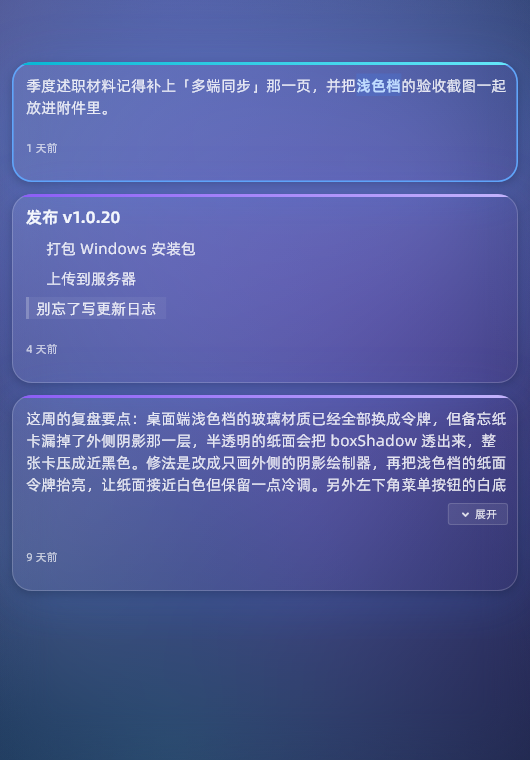 季度述职材料记得补上「多端同步」那一页，并把浅色档的验收截图一起
放进附件里。
1 天前
发布 v1.0.20
打包 Windows 安装包
上传到服务器
别忘了写更新日志
4 天前
这周的复盘要点：桌面端浅色档的玻璃材质已经全部换成令牌，但备忘纸
卡漏掉了外侧阴影那一层，半透明的纸面会把 boxShadow 透出来，整
张卡压成近黑色。修法是改成只画外侧的阴影绘制器，再把浅色档的纸面
令牌抬亮，让纸面接近白色但保留一点冷调。另外左下角菜单按钮的白底
展开
9 天前